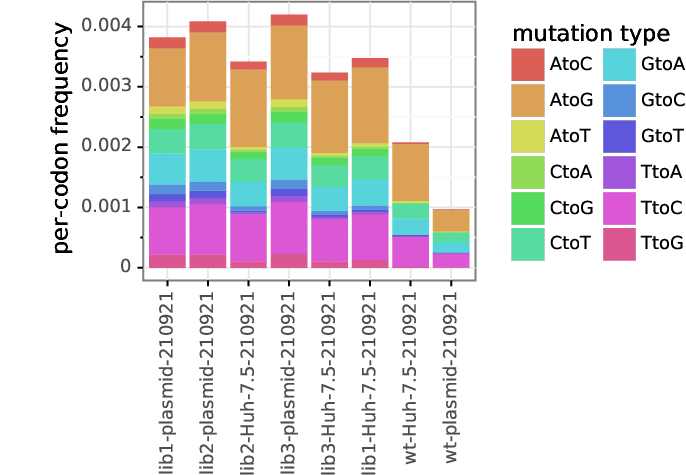 per-codon frequency
0.004
0.003
0.002
0.001
0
lib1-plasmid-210921
lib2-plasmid-210921
lib2-Huh-7.5-210921
lib3-plasmid-210921
lib3-Huh-7.5-210921
lib1-Huh-7.5-210921
wt-Huh-7.5-210921
wt-plasmid-210921
mutation type
AtoC
AtoG
AtoT
CtoA
CtoG
CtoT
GtoA
GtoC
GtoT
TtoA
TtoC
TtoG